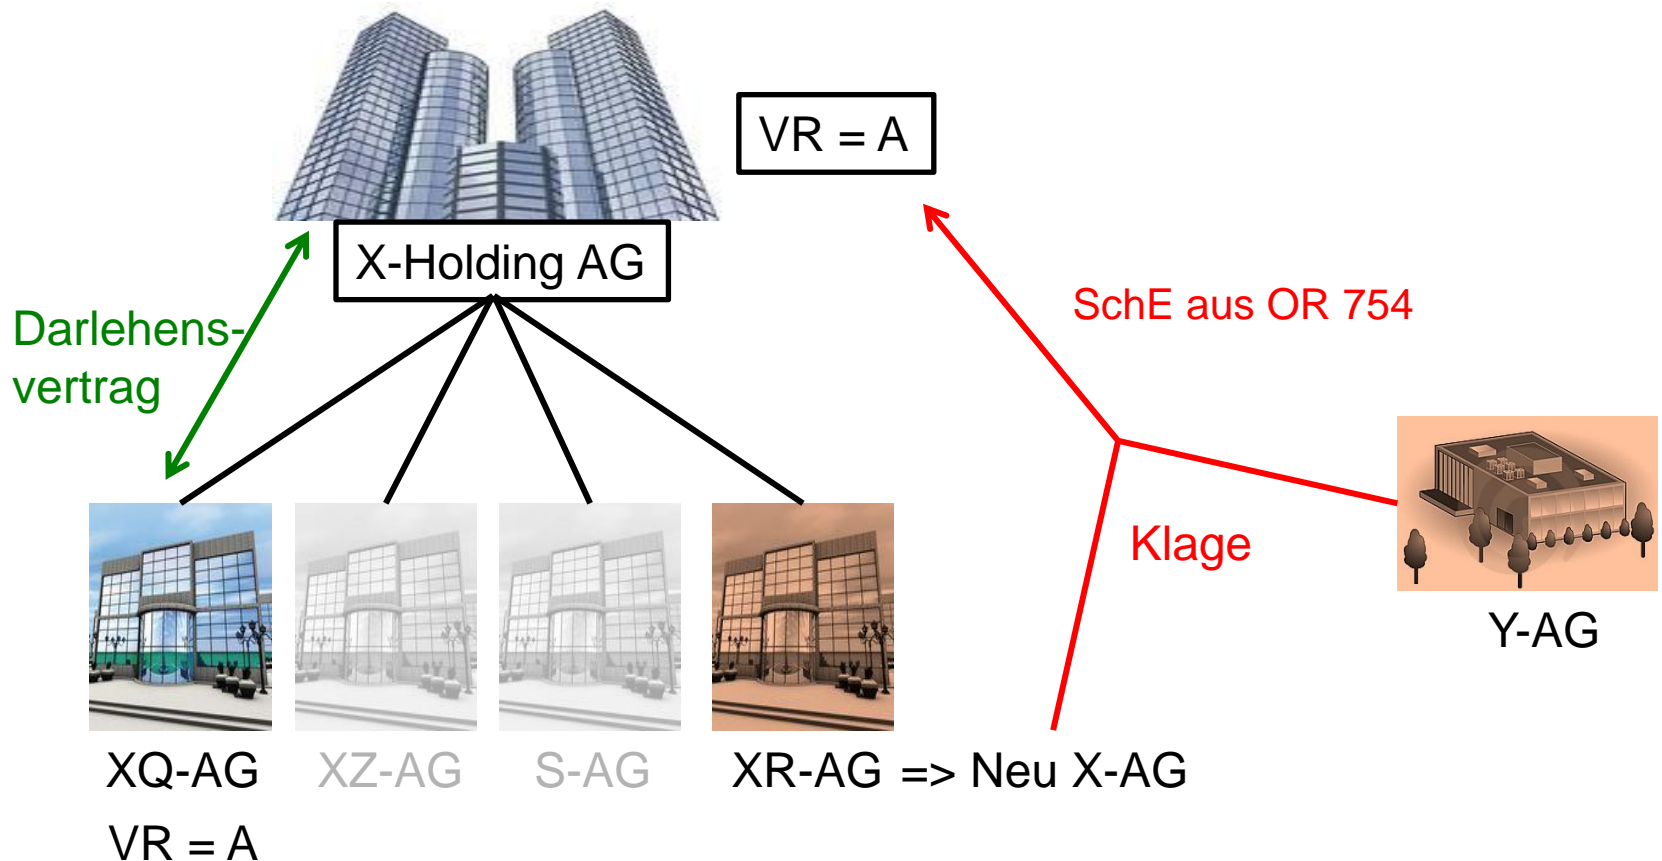 VR = A
X-Holding AG
SchE aus OR 754
Darlehens-
vertrag
Klage
Y-AG
XQ-AG
XZ-AG
S-AG
XR-AG => Neu X-AG
VR = A